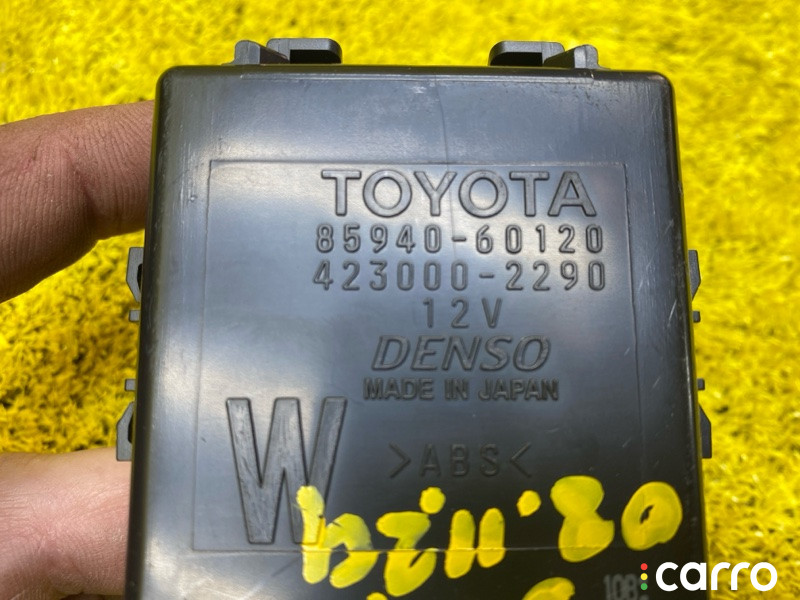 TOYOTA
85940-60120
423000-2290
12V
DENSO
MADE IN JAPAN
W
>ABS<
carro